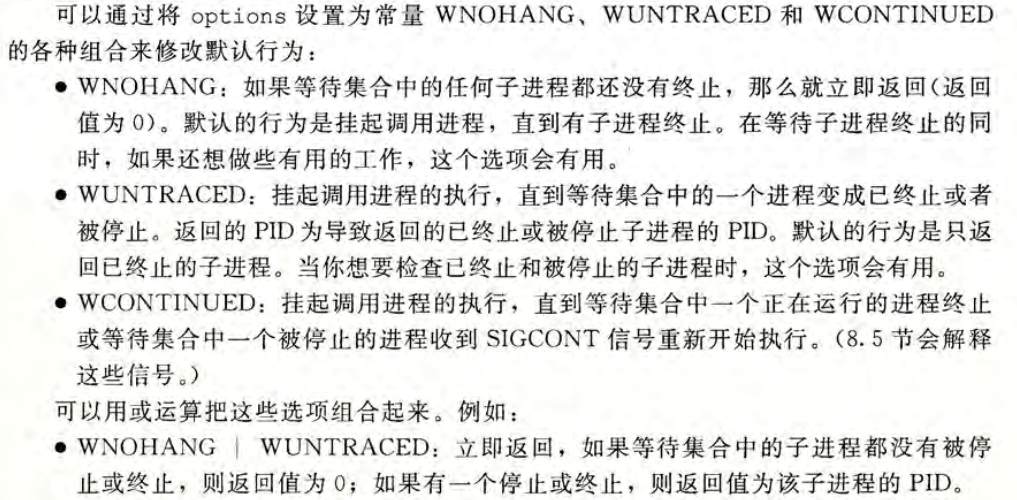 可以通过将 options 设置为常量 WNOHANG、WUNTRACED 和 WCONTINUED
的各种组合来修改默认行为：
● WNOHANG：如果等待集合中的任何子进程都还没有终止，那么就立即返回(返回
值为 0)。默认的行为是挂起调用进程，直到有子进程终止。在等待子进程终止的同
时，如果还想做些有用的工作，这个选项会有用。
● WUNTRACED：挂起调用进程的执行，直到等待集合中的一个进程变成已终止或者
被停止。返回的 PID 为导致返回的已终止或被停止子进程的 PID。默认的行为是只返
回已终止的子进程。当你想要检查已终止和被停止的子进程时，这个选项会有用。
● WCONTINUED：挂起调用进程的执行，直到等待集合中一个正在运行的进程终止
或等待集合中一个被停止的进程收到 SIGCONT 信号重新开始执行。(8.5 节会解释
这些信号。)
可以用或运算把这些选项组合起来。例如：
● WNOHANG | WUNTRACED：立即返回，如果等待集合中的子进程都没有被停
止或终止，则返回值为 0；如果有一个停止或终止，则返回值为该子进程的 PID。